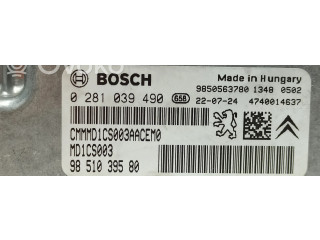 BOSCH
Made in Hungary
9850563780 1348 0502
0 281 039 490 658 22-07-24 4740014637
CMMMD1CS003AACEM0
MD1CS003
98 510 395 80